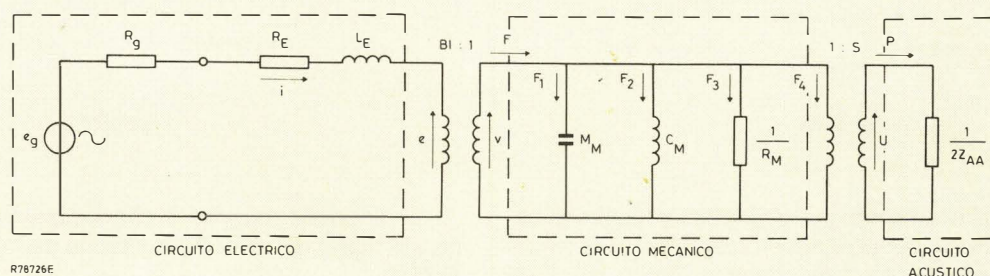 R_g
R_E
L_E
i
e_g
e
Bl : 1
F
v
F_1
F_2
F_3
F_4
M_M
C_M
1
R_M
1 : S
P
U
1
2Z_AA
CIRCUITO ELECTRICO
CIRCUITO MECANICO
CIRCUITO
ACUSTICO
R78726E